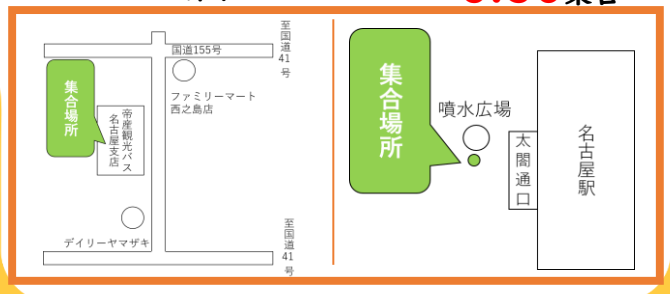 集合
至国道41号
国道155号
集合場所
ファミリーマート
西之島店
帝産観光バス
名古屋支店
デイリーヤマザキ
至国道41号
集合場所
噴水広場
太閤通口
名古屋駅